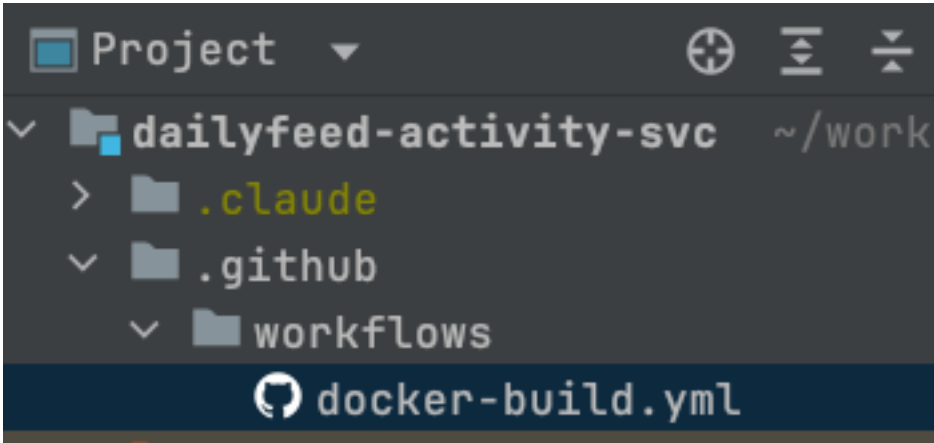 Project
dailyfeed-activity-svc ~/work
.claude
.github
workflows
docker-build.yml